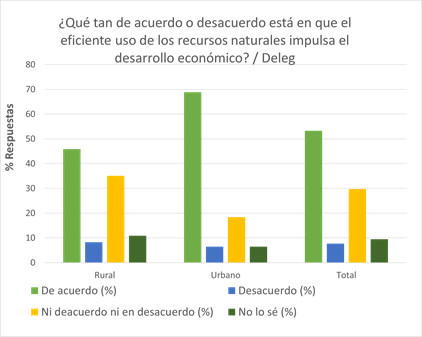 ¿Qué tan de acuerdo o desacuerdo está en que el
eficiente uso de los recursos naturales impulsa el
desarrollo económico? / Deleg
80
70
60
50
40
30
20
10
0
% Respuestas
Rural
Urbano
Total
De acuerdo (%)
Desacuerdo (%)
Ni deacuerdo ni en desacuerdo (%)
No lo sé (%)